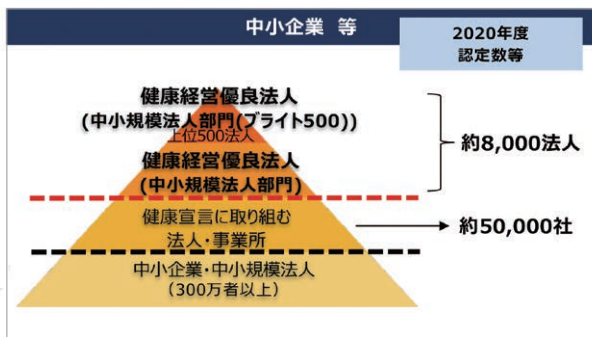 中小企業 等
2020年度
認定数等
健康経営優良法人
(中小規模法人部門(ブライト500))
上位500法人
健康経営優良法人
(中小規模法人部門)
約8,000法人
健康宣言に取り組む
法人・事業所
約50,000社
中小企業・中小規模法人
(300万者以上)